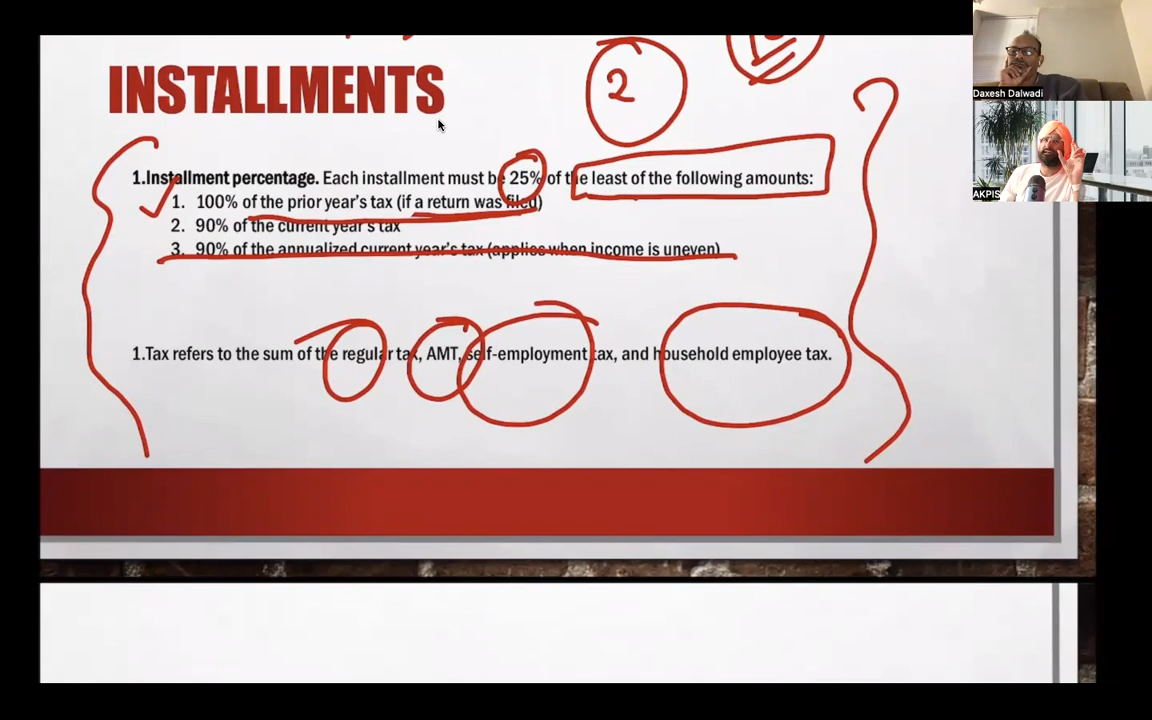 2
INSTALLMENTS
1.Installment percentage. Each installment must be 25% of the least of the following amounts:
1. 100% of the prior year's tax (if a return was filed)
2. 90% of the current year's tax
3. 90% of the annualized current year's tax (applies when income is uneven)
1.Tax refers to the sum of the regular tax, AMT, self-employment tax, and household employee tax.
Daxesh Dalwadi
AKPIS